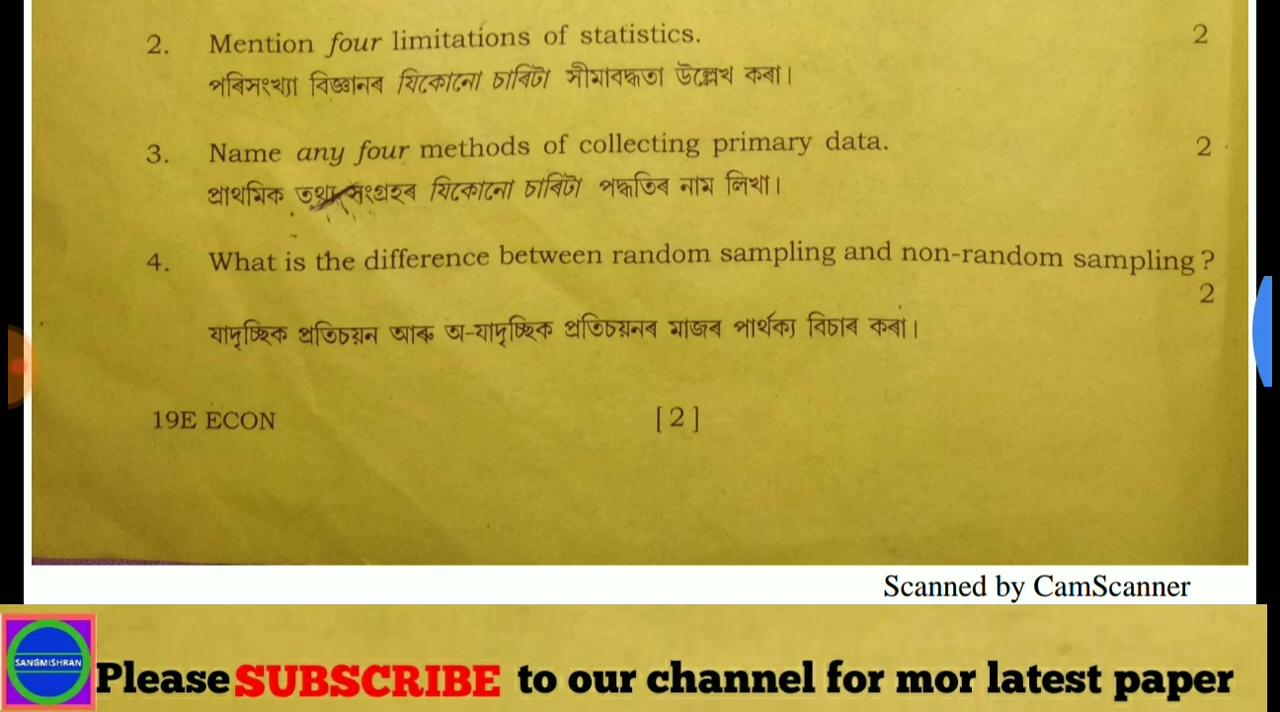 2. Mention four limitations of statistics. 2
পৰিসংখ্যা বিজ্ঞানৰ যিকোনো চাৰিটা সীমাবদ্ধতা উল্লেখ কৰা।
3. Name any four methods of collecting primary data. 2
প্ৰাথমিক তথ্য সংগ্ৰহৰ যিকোনো চাৰিটা পদ্ধতিৰ নাম লিখা।
4. What is the difference between random sampling and non-random sampling ?
2
যাদৃচ্ছিক প্ৰতিচয়ন আৰু অ-যাদৃচ্ছিক প্ৰতিচয়নৰ মাজৰ পাৰ্থক্য বিচাৰ কৰা।
19E ECON [ 2 ]
Scanned by CamScanner
SANGMISHRAN
Please SUBSCRIBE to our channel for mor latest paper